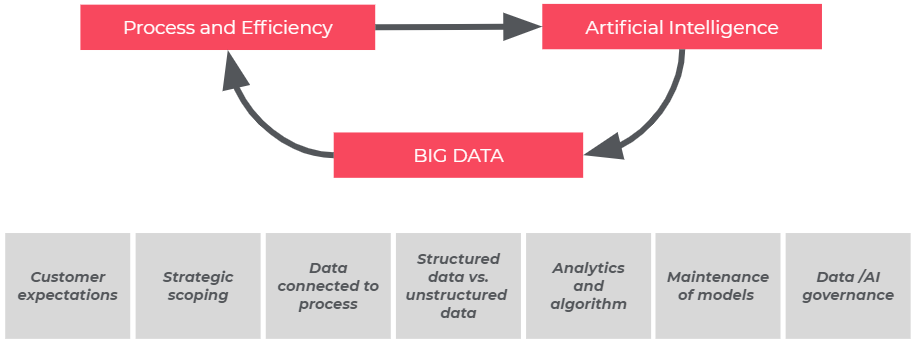 Process and Efficiency
Artificial Intelligence
BIG DATA
Customer
expectations
Strategic
scoping
Data
connected to
process
Structured
data vs.
unstructured
data
Analytics
and
algorithm
Maintenance
of models
Data /AI
governance